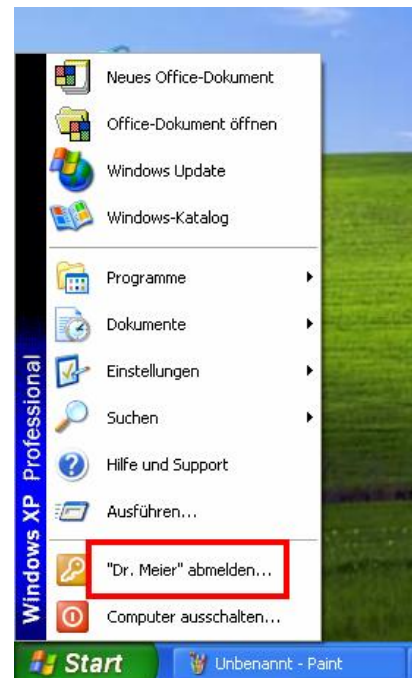 Neues Office-Dokument
Office-Dokument öffnen
Windows Update
Windows-Katalog
Programme
Dokumente
Einstellungen
Suchen
Hilfe und Support
Ausführen...
"Dr. Meier" abmelden...
Computer ausschalten...
Windows XP Professional
Start
Unbenannt - Paint